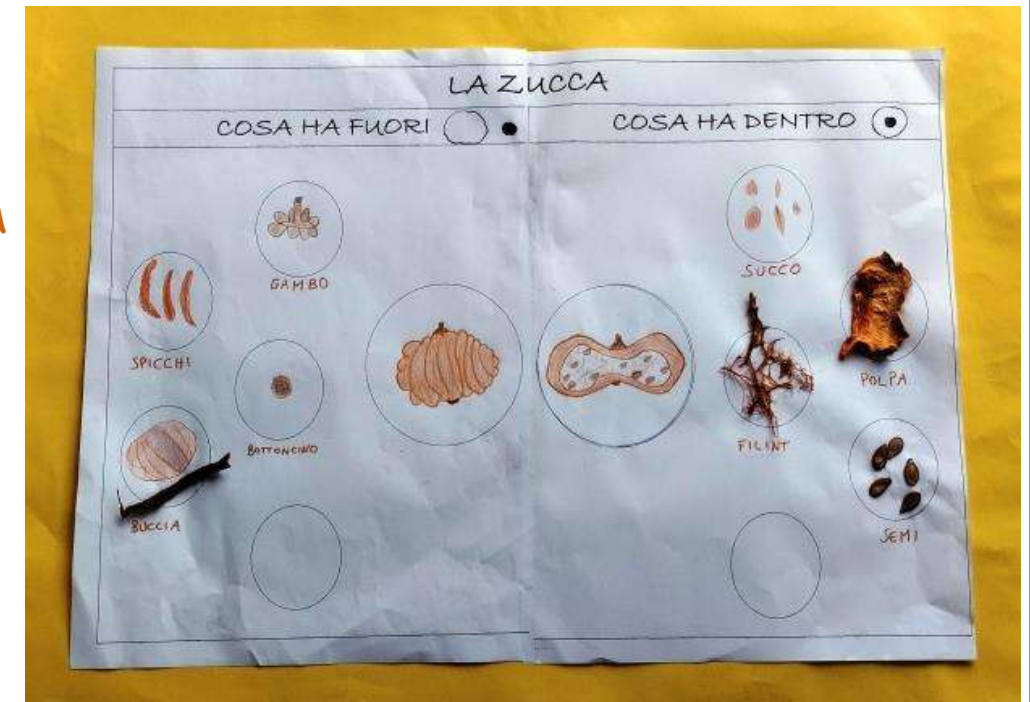 LA ZUCCA
COSA HA FUORI
COSA HA DENTRO
GAMBO
SPICCHI
BOTTONCINO
BUCCIA
SUCCO
POLPA
FILINI
SEMI